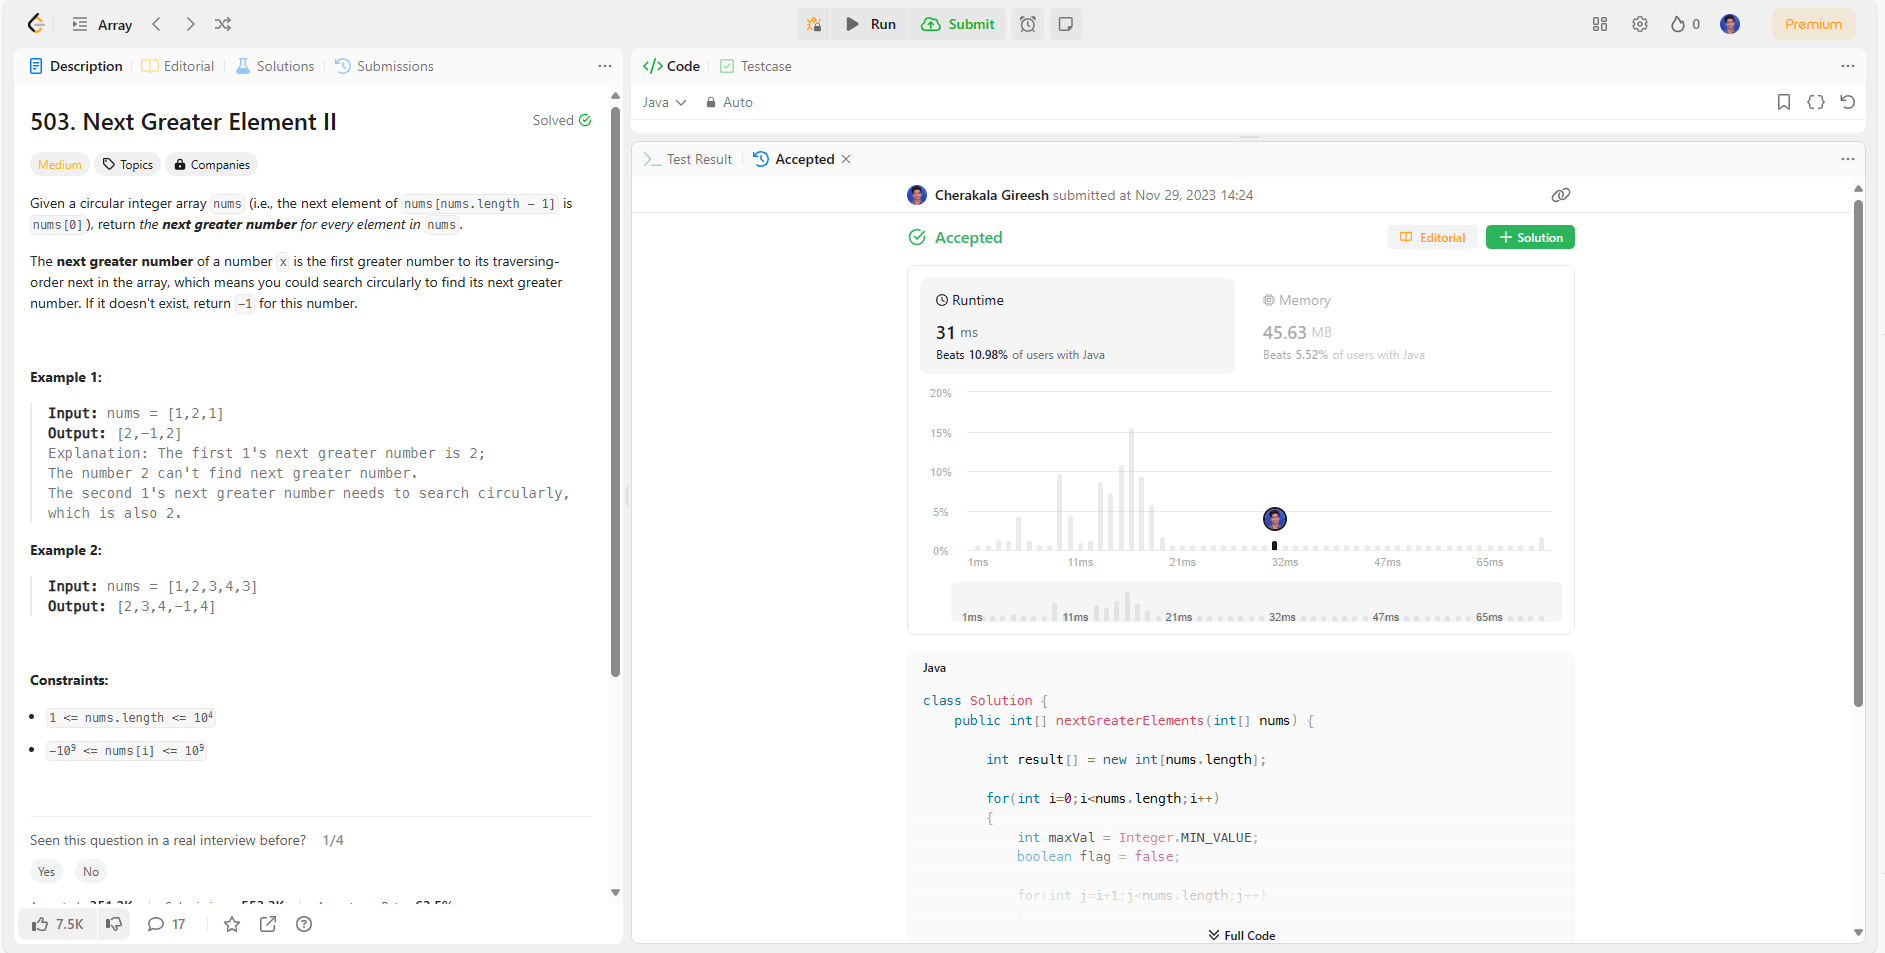 Array
Run
Submit
0
Premium
Description
Editorial
Solutions
Submissions
503. Next Greater Element II
Solved
Medium
Topics
Companies
Given a circular integer array nums (i.e., the next element of nums[nums.length - 1] is
nums[0]), return the next greater number for every element in nums.
The next greater number of a number x is the first greater number to its traversing-
order next in the array, which means you could search circularly to find its next greater
number. If it doesn't exist, return -1 for this number.
Example 1:
Input: nums = [1,2,1]
Output: [2,-1,2]
Explanation: The first 1's next greater number is 2;
The number 2 can't find next greater number.
The second 1's next greater number needs to search circularly,
which is also 2.
Example 2:
Input: nums = [1,2,3,4,3]
Output: [2,3,4,-1,4]
Constraints:
1 <= nums.length <= 10⁴
-10⁹ <= nums[i] <= 10⁹
Seen this question in a real interview before? 1/4
Yes
No
7.5K
17
</> Code
Testcase
Java
Auto
Test Result
Accepted
Cherakala Gireesh submitted at Nov 29, 2023 14:24
Accepted
Editorial
+ Solution
Runtime
31 ms
Beats 10.98% of users with Java
Memory
45.63 MB
Beats 5.52% of users with Java
20%
15%
10%
5%
0%
1ms 11ms 21ms 32ms 47ms 65ms
1ms 11ms 21ms 32ms 47ms 65ms
Java
class Solution {
public int[] nextGreaterElements(int[] nums) {
int result[] = new int[nums.length];
for(int i=0;i<nums.length;i++)
{
int maxVal = Integer.MIN_VALUE;
boolean flag = false;
for(int j=i+1;j<nums.length;j++)
Full Code